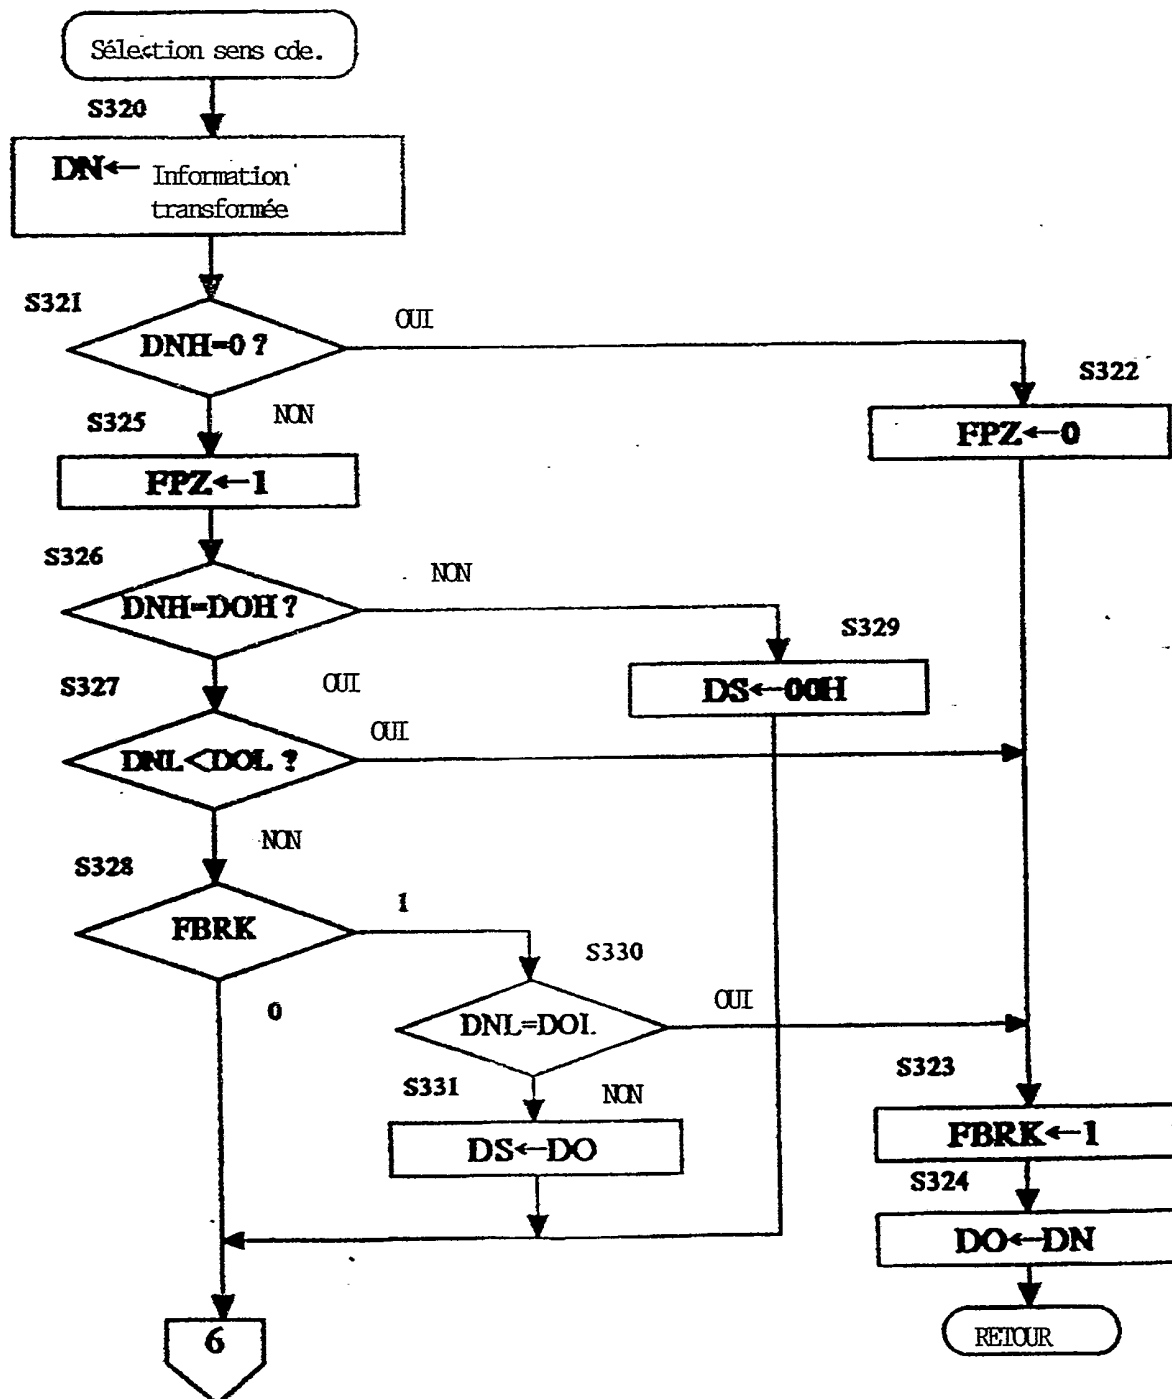 Sélection sens cde.
S320
DN← Information
transformée
S321
DNH=0 ?
OUI
S322
FPZ←0
S325
NON
FPZ←1
S326
NON
DNH=DOH ?
S329
DS←00H
S327
OUI
DNL<DOL ?
OUI
NON
S328
FBRK
1
S330
0
DNL=DOL
OUI
S323
S331
NON
FBRK←1
DS←DO
S324
DO←DN
6
RETOUR